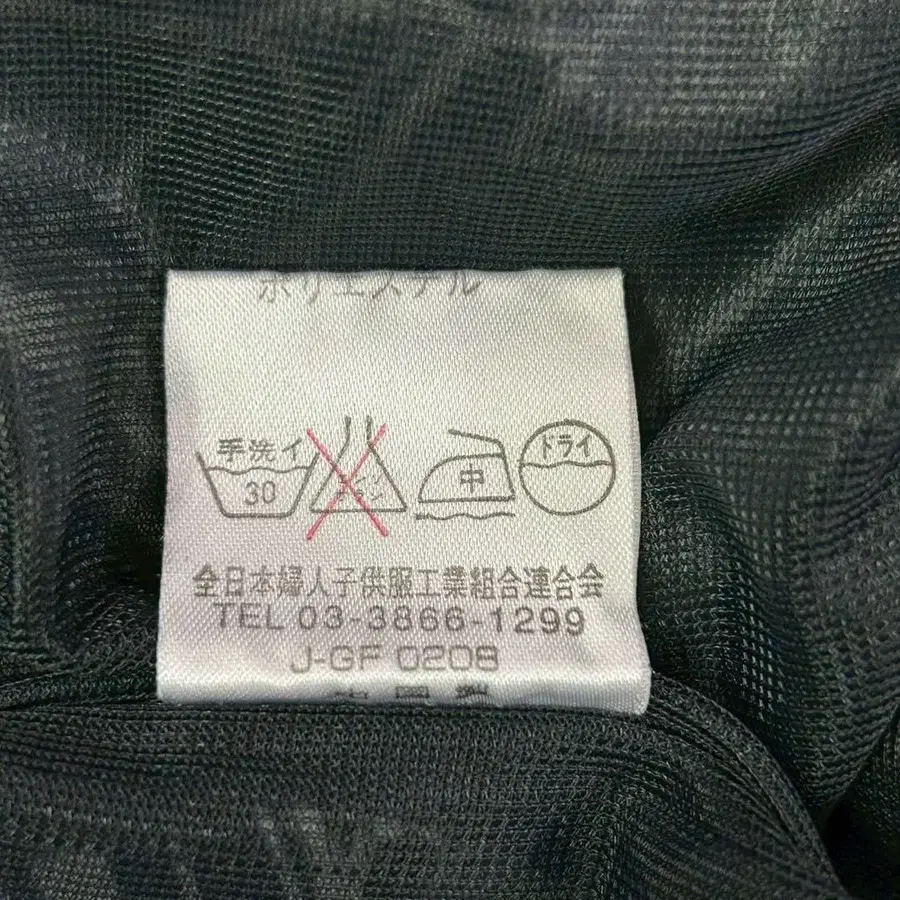 ポリエステル
手洗イ
30
中
ドライ
全日本婦人子供服工業組合連合会
TEL 03-3866-1299
J-GF 0208